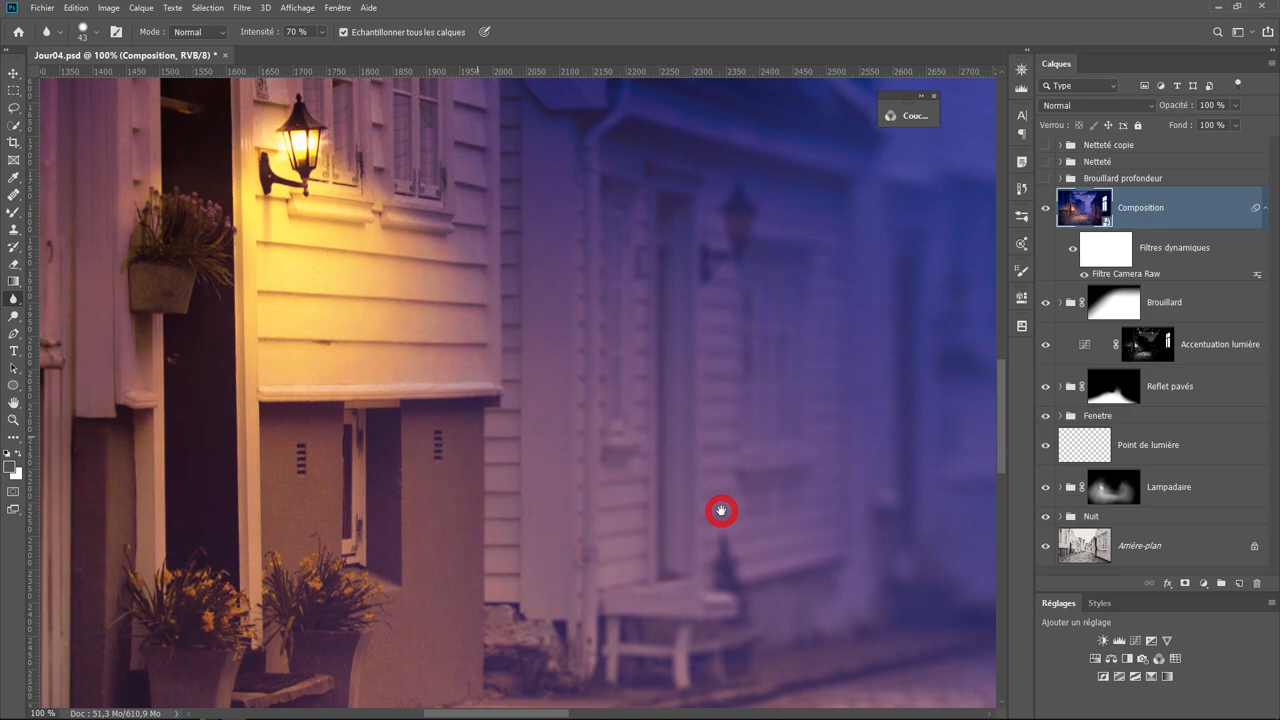 Ps Fichier Edition Image Calque Texte Sélection Filtre 3D Affichage Fenêtre Aide
43 Mode : Normal Intensité : 70 % Echantillonner tous les calques
Jour04.psd @ 100% (Composition, RVB/8) * ×
1350 1400 1450 1500 1550 1600 1650 1700 1750 1800 1850 1900 1950 2000 2050 2100 2150 2200 2250 2300 2350 2400 2450 2500 2550 2600 2650 2700
Couc...
Calques
Type
Normal Opacité : 100 %
Verrou : Fond : 100 %
Netteté copie
Netteté
Brouillard profondeur
Composition
Filtres dynamiques
Filtre Camera Raw
Brouillard
Accentuation lumière
Reflet pavés
Fenetre
Point de lumière
Lampadaire
Nuit
Arrière-plan
fx
Réglages Styles
Ajouter un réglage
100 % Doc : 51,3 Mo/610,9 Mo